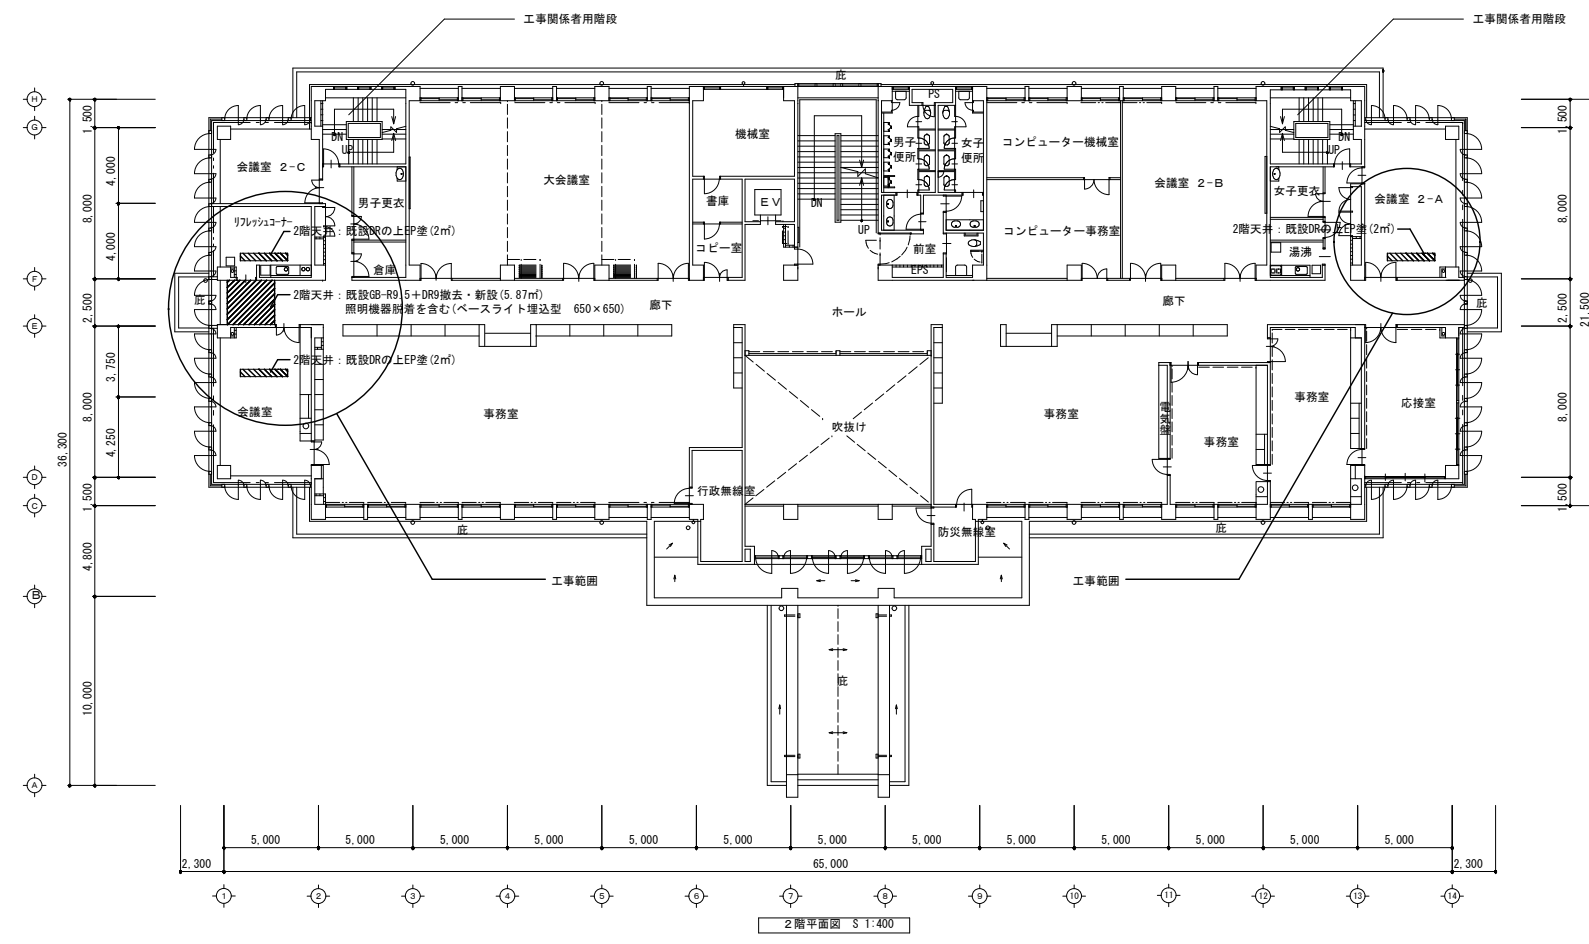 工事関係者用階段
工事関係者用階段
庇
PS
DN
UP
DN
UP
機械室
男子便所
女子便所
コンピューター機械室
会議室 2-C
大会議室
会議室 2-B
男子更衣
書庫
EV
DN
UP
女子更衣
会議室 2-A
リフレッシュコーナー
2階天井：既設DRの上EP塗(2㎡)
コピー室
前室
コンピューター事務室
2階天井：既設DRの上EP塗(2㎡)
倉庫
EPS
湯沸
庇
2階天井：既設GB-R9.5+DR9撤去・新設(5.87㎡)
照明機器脱着を含む(ベースライト埋込型 650×650)
廊下
ホール
廊下
庇
2階天井：既設DRの上EP塗(2㎡)
会議室
事務室
吹抜け
事務室
事務室
事務室
応接室
行政無線室
防災無線室
庇
庇
工事範囲
工事範囲
庇
H
G
F
E
D
C
B
A
1,500
4,000
8,000
4,000
2,500
3,750
8,000
4,250
36,300
1,500
4,800
10,000
1,500
8,000
2,500
21,500
8,000
1,500
5,000
5,000
5,000
5,000
5,000
5,000
5,000
5,000
5,000
5,000
5,000
5,000
5,000
2,300
65,000
2,300
1
2
3
4
5
6
7
8
9
10
11
12
13
14
2階平面図 S 1:400